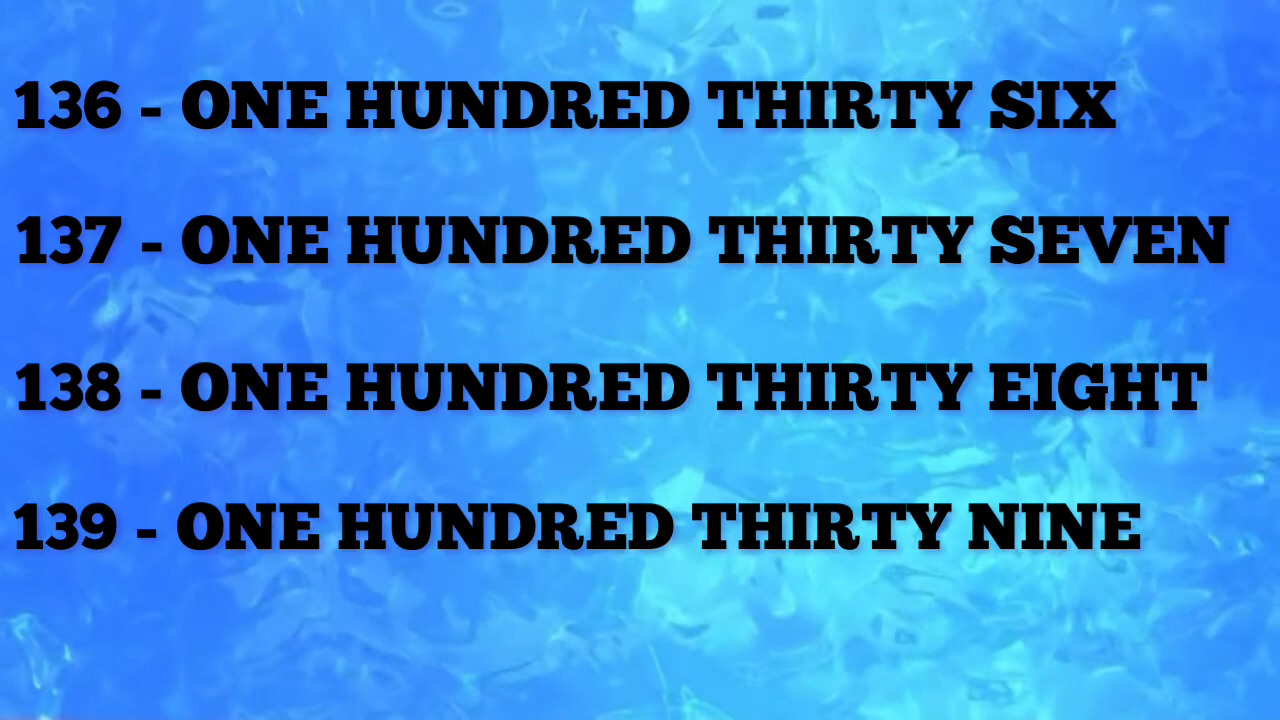 136 - ONE HUNDRED THIRTY SIX
137 - ONE HUNDRED THIRTY SEVEN
138 - ONE HUNDRED THIRTY EIGHT
139 - ONE HUNDRED THIRTY NINE